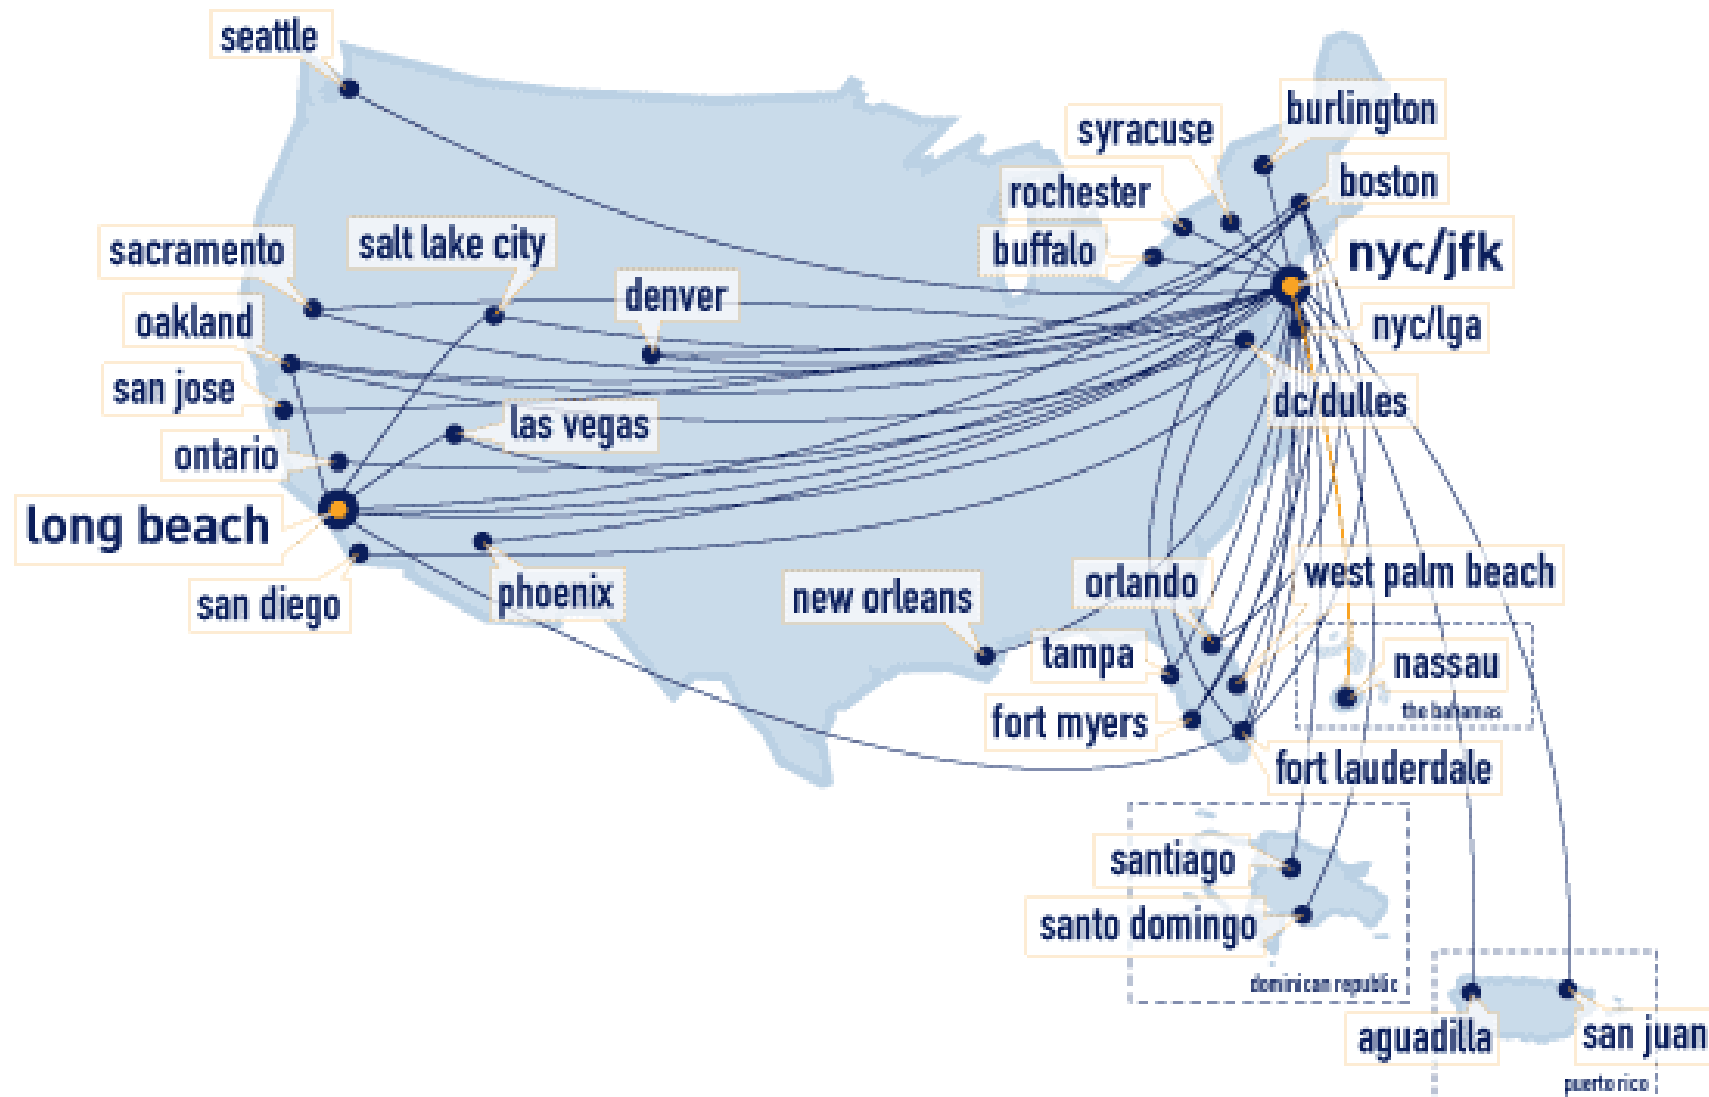 seattle
burlington
syracuse
boston
rochester
nyc/jfk
salt lake city
sacramento
buffalo
denver
oakland
nyc/lga
san jose
dc/dulles
las vegas
ontario
long beach
west palm beach
orlando
phoenix
new orleans
san diego
tampa
nassau
the bahamas
fort myers
fort lauderdale
santiago
santo domingo
dominican republic
aguadilla
san juan
puerto rico